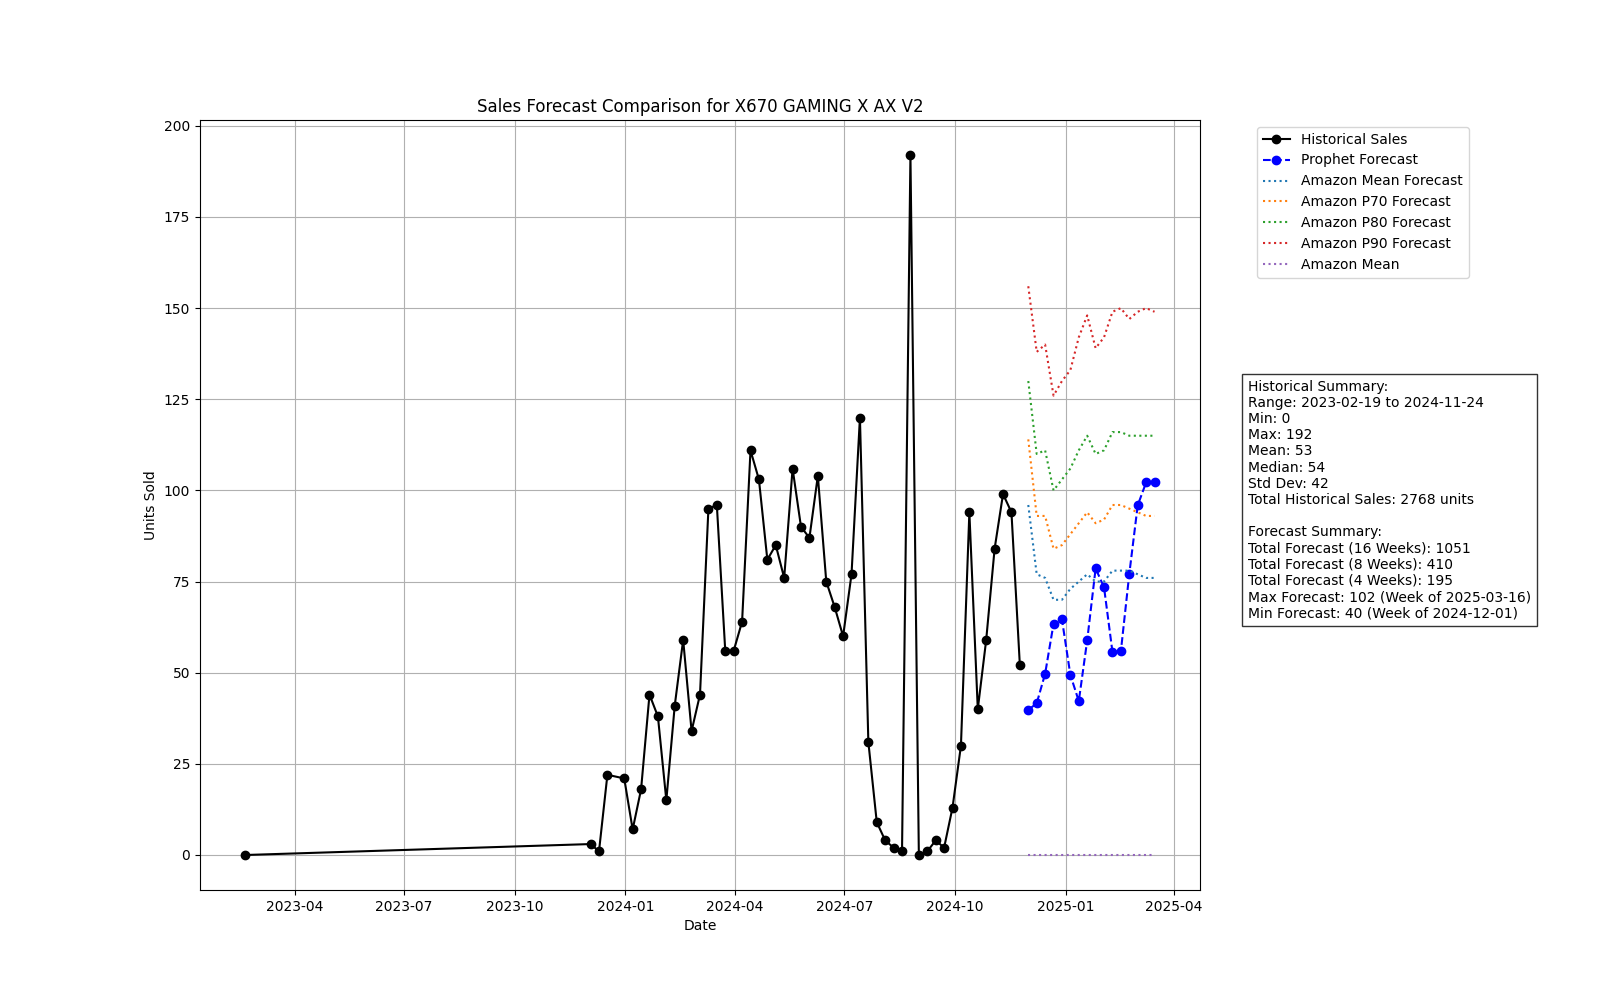 Sales Forecast Comparison for X670 GAMING X AX V2
200
175
150
125
100
75
50
25
0
Units Sold
2023-04
2023-07
2023-10
2024-01
2024-04
2024-07
2024-10
2025-01
2025-04
Date
Historical Sales
Prophet Forecast
Amazon Mean Forecast
Amazon P70 Forecast
Amazon P80 Forecast
Amazon P90 Forecast
Amazon Mean
Historical Summary:
Range: 2023-02-19 to 2024-11-24
Min: 0
Max: 192
Mean: 53
Median: 54
Std Dev: 42
Total Historical Sales: 2768 units
Forecast Summary:
Total Forecast (16 Weeks): 1051
Total Forecast (8 Weeks): 410
Total Forecast (4 Weeks): 195
Max Forecast: 102 (Week of 2025-03-16)
Min Forecast: 40 (Week of 2024-12-01)